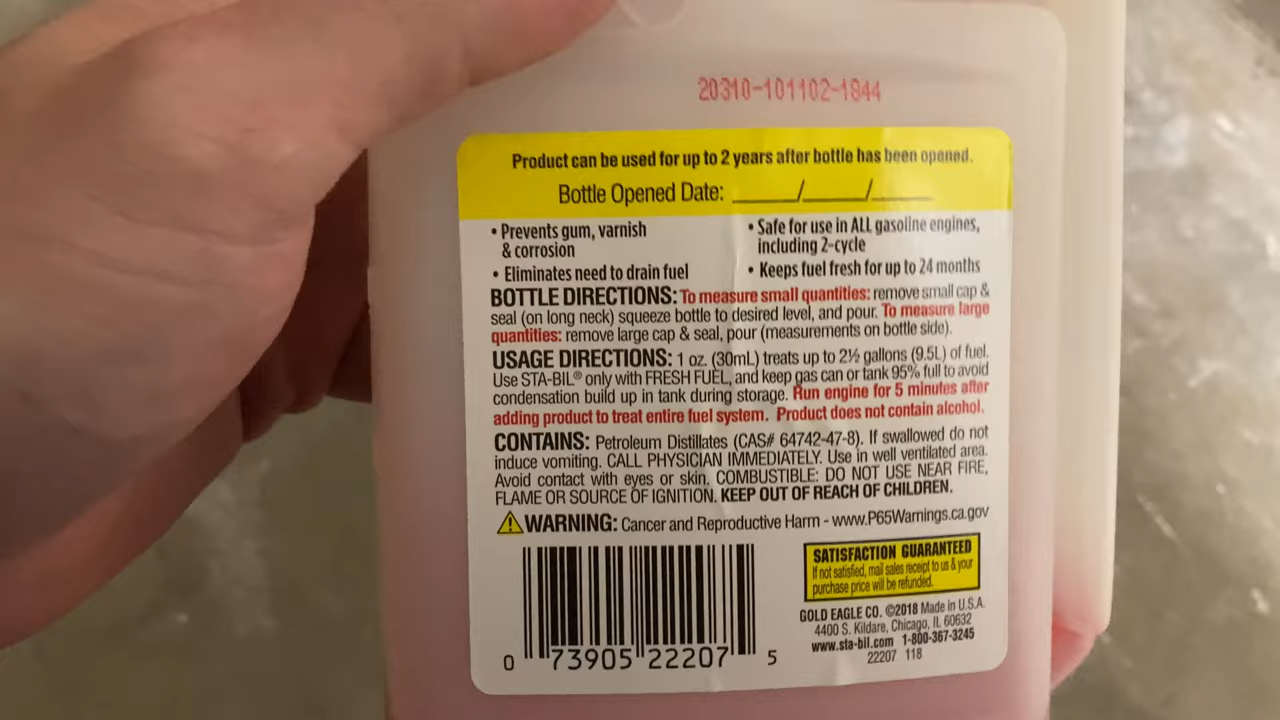 20310-101102-1844
Product can be used for up to 2 years after bottle has been opened.
Bottle Opened Date: ______/_____/_____
• Prevents gum, varnish
& corrosion
• Eliminates need to drain fuel
• Safe for use in ALL gasoline engines,
including 2-cycle
• Keeps fuel fresh for up to 24 months
BOTTLE DIRECTIONS: To measure small quantities: remove small cap &
seal (on long neck) squeeze bottle to desired level, and pour. To measure large
quantities: remove large cap & seal, pour (measurements on bottle side).
USAGE DIRECTIONS: 1 oz. (30mL) treats up to 2½ gallons (9.5L) of fuel.
Use STA-BIL® only with FRESH FUEL, and keep gas can or tank 95% full to avoid
condensation build up in tank during storage. Run engine for 5 minutes after
adding product to treat entire fuel system. Product does not contain alcohol.
CONTAINS: Petroleum Distillates (CAS# 64742-47-8). If swallowed do not
induce vomiting. CALL PHYSICIAN IMMEDIATELY. Use in well ventilated area.
Avoid contact with eyes or skin. COMBUSTIBLE: DO NOT USE NEAR FIRE,
FLAME OR SOURCE OF IGNITION. KEEP OUT OF REACH OF CHILDREN.
WARNING: Cancer and Reproductive Harm - www.P65Warnings.ca.gov
SATISFACTION GUARANTEED
If not satisfied, mail sales receipt to us & your
purchase price will be refunded.
GOLD EAGLE CO. ©2018 Made in U.S.A.
4400 S. Kildare, Chicago, IL 60632
www.sta-bil.com 1-800-367-3245
22207 118
0 73905 22207 5